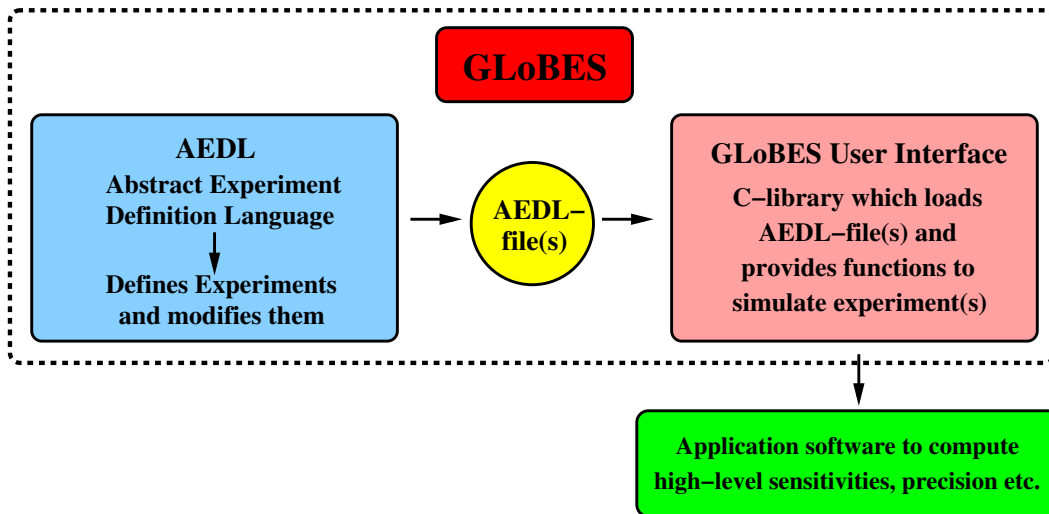 GLoBES
AEDL
Abstract Experiment
Definition Language
Defines Experiments
and modifies them
AEDL−
file(s)
GLoBES User Interface
C−library which loads
AEDL−file(s) and
provides functions to
simulate experiment(s)
Application software to compute
high−level sensitivities, precision etc.